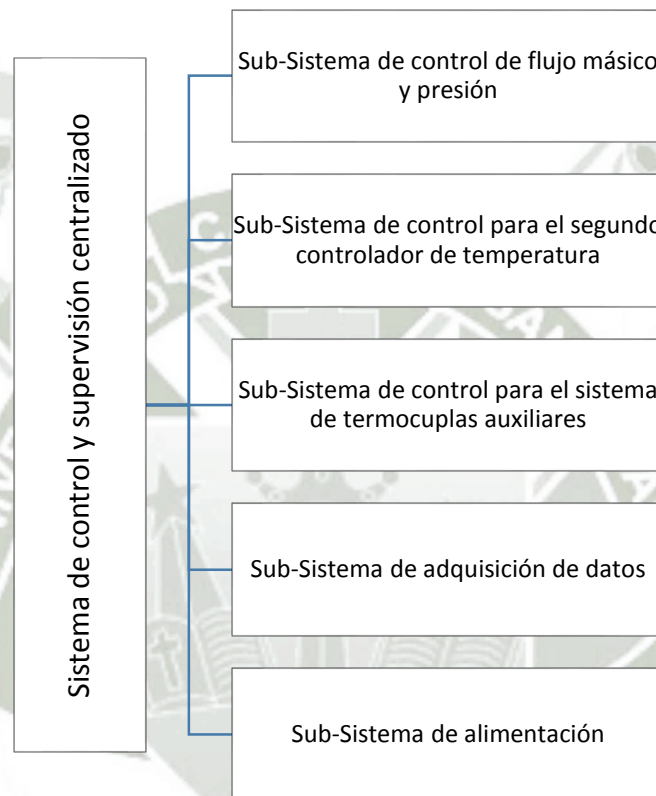 Sistema de control y supervisión centralizado
Sub-Sistema de control de flujo másico
y presión
Sub-Sistema de control para el segundo
controlador de temperatura
Sub-Sistema de control para el sistema
de termocuplas auxiliares
Sub-Sistema de adquisición de datos
Sub-Sistema de alimentación